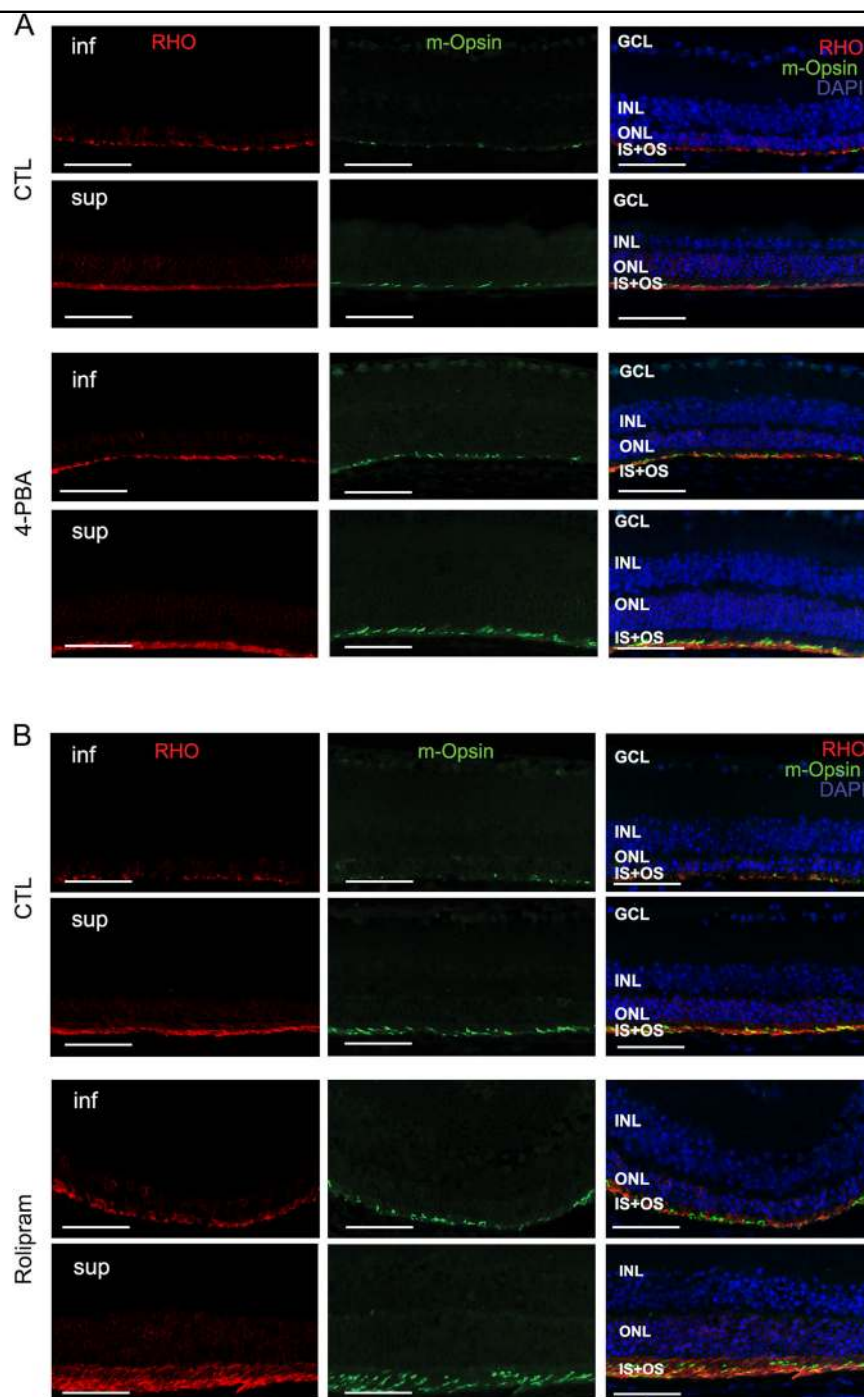 A
inf
RHO
m-Opsin
GCL
RHO
m-Opsin
DAPI
INL
ONL
IS+OS
CTL
sup
GCL
INL
ONL
IS+OS
inf
GCL
INL
ONL
IS+OS
4-PBA
sup
GCL
INL
ONL
IS+OS
B
inf
RHO
m-Opsin
GCL
RHO
m-Opsin
DAPI
INL
ONL
IS+OS
CTL
sup
GCL
INL
ONL
IS+OS
inf
INL
ONL
IS+OS
Rolipram
sup
INL
ONL
IS+OS